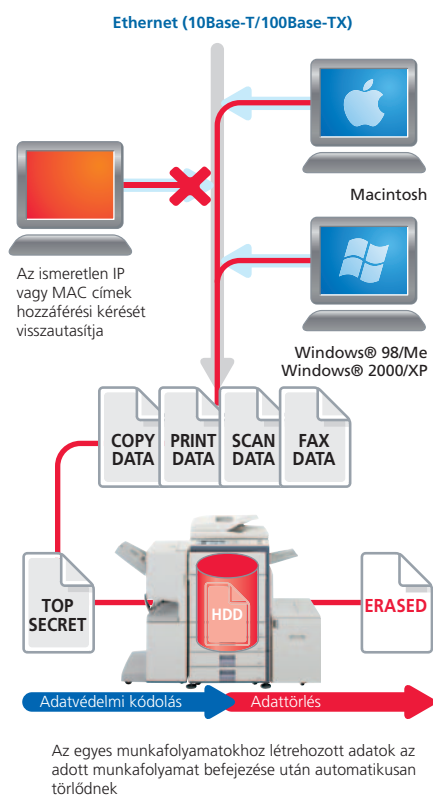 Ethernet (10Base-T/100Base-TX)
Macintosh
Az ismeretlen IP
vagy MAC címek
hozzáférési kérését
visszautasítja
Windows® 98/Me
Windows® 2000/XP
COPY
DATA
PRINT
DATA
SCAN
DATA
FAX
DATA
TOP
SECRET
HDD
ERASED
Adatvédelmi kódolás
Adattörlés
Az egyes munkafolyamatokhoz létrehozott adatok az
adott munkafolyamat befejezése után automatikusan
törlődnek